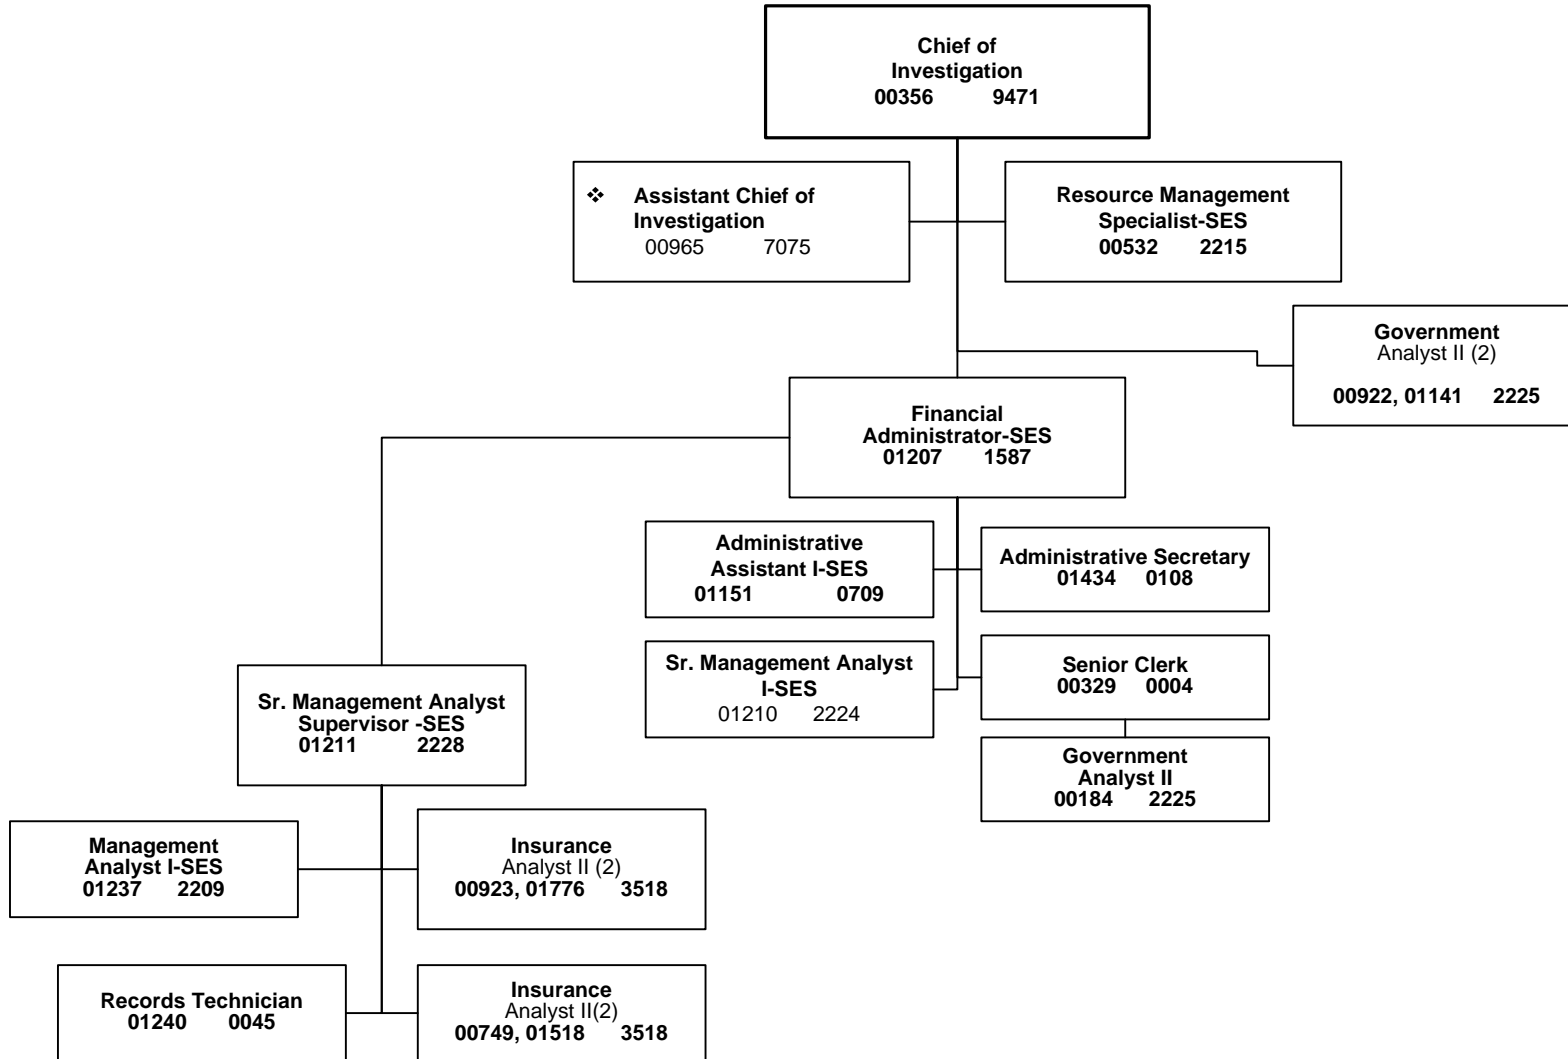 Chief of
Investigation
00356 9471
❖ Assistant Chief of
Investigation
00965 7075
Resource Management
Specialist-SES
00532 2215
Government
Analyst II (2)
00922, 01141 2225
Financial
Administrator-SES
01207 1587
Administrative
Assistant I-SES
01151 0709
Administrative Secretary
01434 0108
Sr. Management Analyst
I-SES
01210 2224
Senior Clerk
00329 0004
Government
Analyst II
00184 2225
Sr. Management Analyst
Supervisor -SES
01211 2228
Management
Analyst I-SES
01237 2209
Insurance
Analyst II (2)
00923, 01776 3518
Records Technician
01240 0045
Insurance
Analyst II(2)
00749, 01518 3518